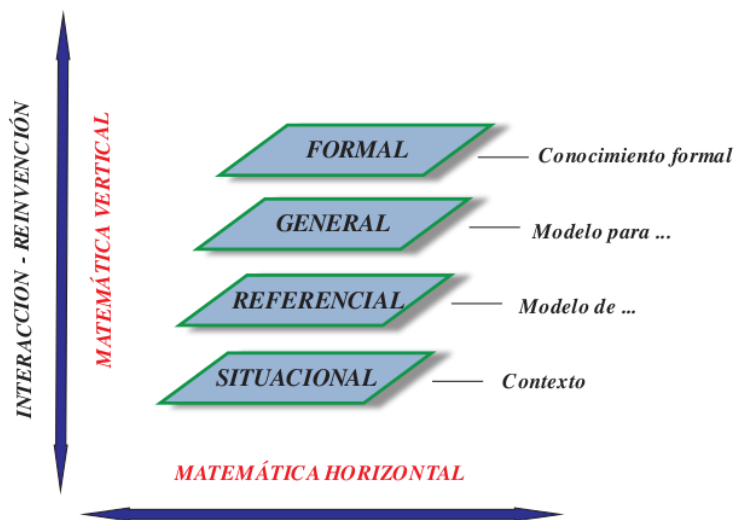 INTERACCION - REINVENCIÓN
MATEMÁTICA VERTICAL
FORMAL
Conocimiento formal
GENERAL
Modelo para ...
REFERENCIAL
Modelo de ...
SITUACIONAL
Contexto
MATEMÁTICA HORIZONTAL